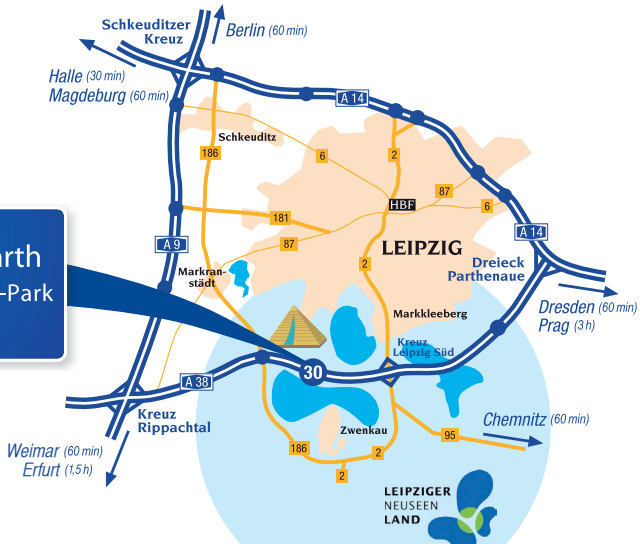 Schkeuditzer
Kreuz
Berlin (60 min)
Halle (30 min)
Magdeburg (60 min)
A 14
Schkeuditz
186
6
2
87
HBF
6
181
A 9
87
LEIPZIG
A 14
2
Dreieck
Parthenaue
-Park
Markran-
städt
Markkleeberg
Dresden (60 min)
Prag (3 h)
Kreuz
Leipzig Süd
30
A 38
Kreuz
Rippachtal
Zwenkau
Chemnitz (60 min)
95
186
2
2
Weimar (60 min)
Erfurt (1,5 h)
LEIPZIGER
NEUSEEN
LAND